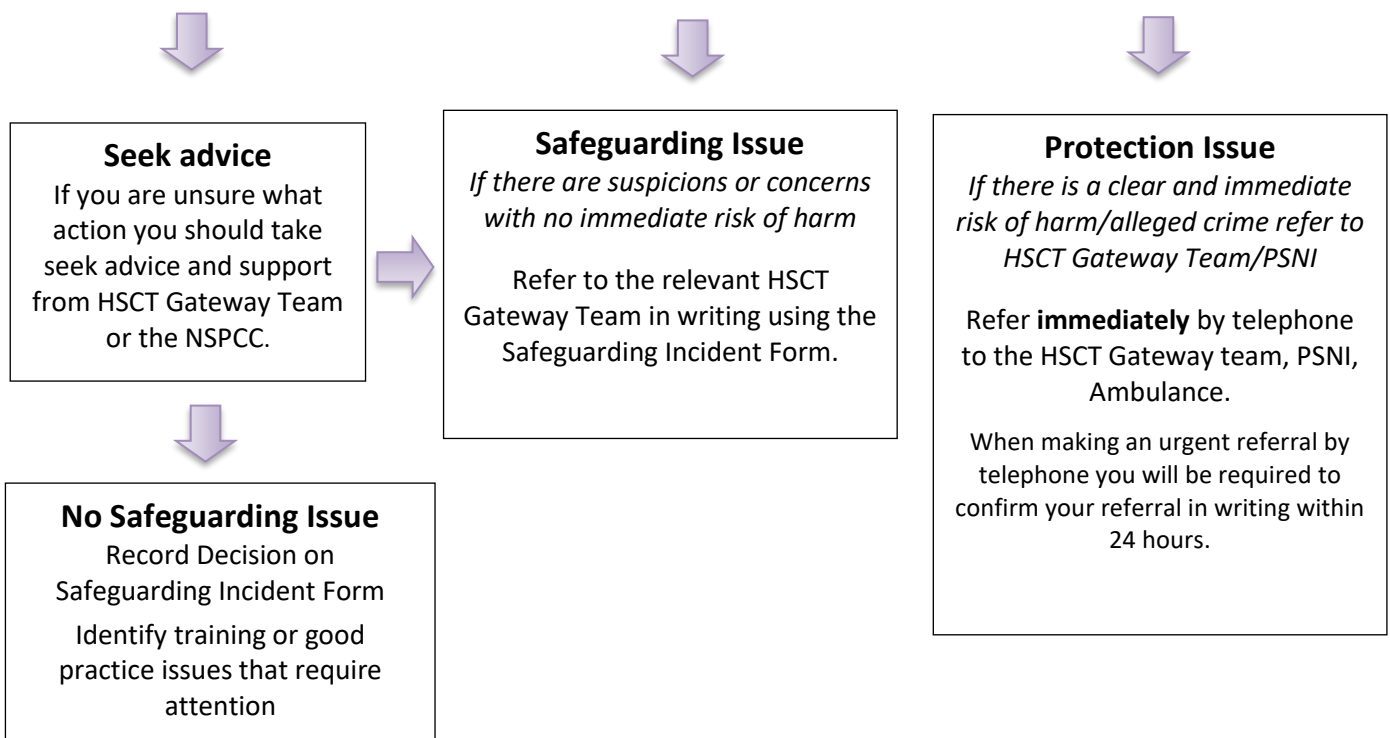 Seek advice
If you are unsure what
action you should take
seek advice and support
from HSCT Gateway Team
or the NSPCC.
Safeguarding Issue
If there are suspicions or concerns
with no immediate risk of harm
Refer to the relevant HSCT
Gateway Team in writing using the
Safeguarding Incident Form.
Protection Issue
If there is a clear and immediate
risk of harm/alleged crime refer to
HSCT Gateway Team/PSNI
Refer immediately by telephone
to the HSCT Gateway team, PSNI,
Ambulance.
When making an urgent referral by
telephone you will be required to
confirm your referral in writing within
24 hours.
No Safeguarding Issue
Record Decision on
Safeguarding Incident Form
Identify training or good
practice issues that require
attention